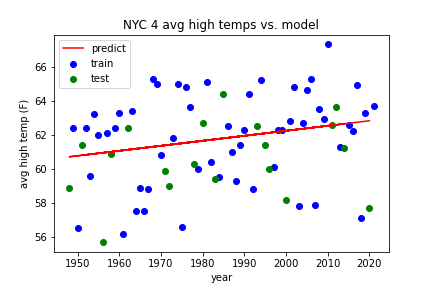 NYC 4 avg high temps vs. model
predict
train
test
66
64
62
60
58
56
avg high temp (F)
1950
1960
1970
1980
1990
2000
2010
2020
year